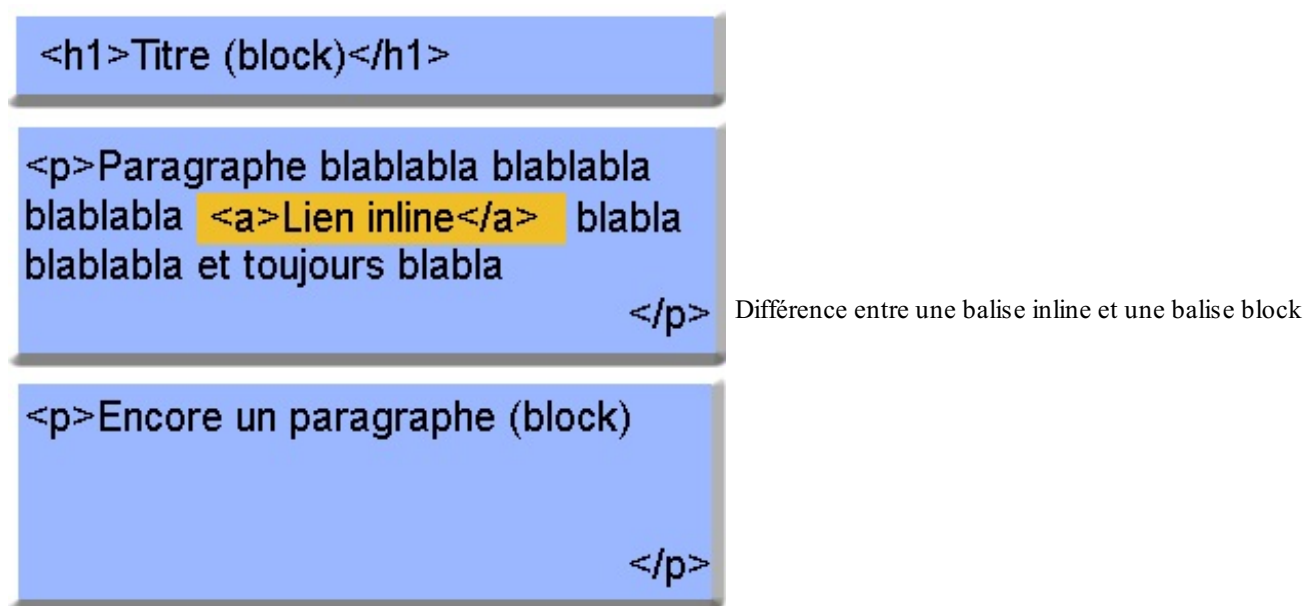 <h1>Titre (block)</h1>
<p>Paragraphe blablabla blablabla
blablabla <a>Lien inline</a> blabla
blablabla et toujours blabla
</p>
Différence entre une balise inline et une balise block
<p>Encore un paragraphe (block)
</p>